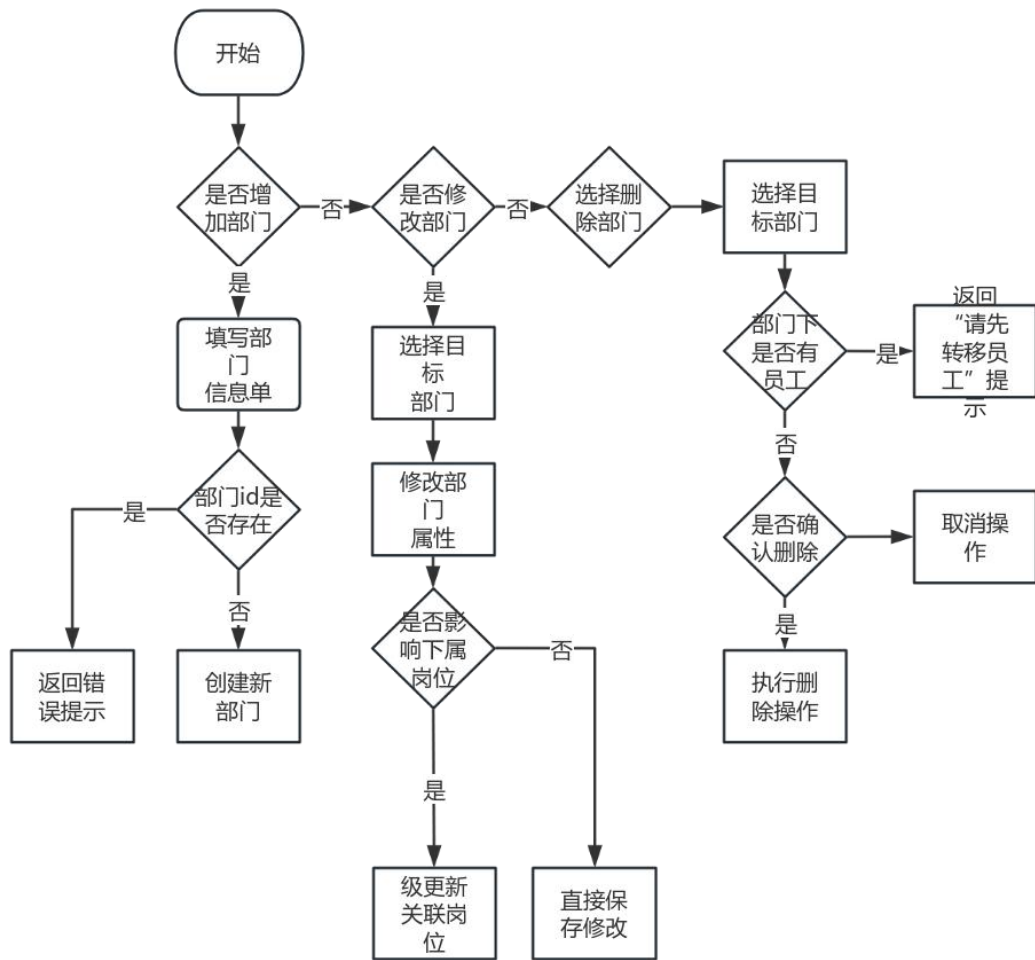 开始
是否增
加部门
否
是否修
改部门
否
选择删
除部门
选择目
标部门
是
填写部
门
信息单
部门id是
否存在
是
返回错
误提示
否
创建新
部门
是
选择目
标
部门
修改部
门
属性
是否影
响下属
岗位
是
级更新
关联岗
位
否
直接保
存修改
部门下
是否有
员工
是
返回
“请先
转移员
工”提
示
否
是否确
认删除
取消操
作
是
执行删
除操作